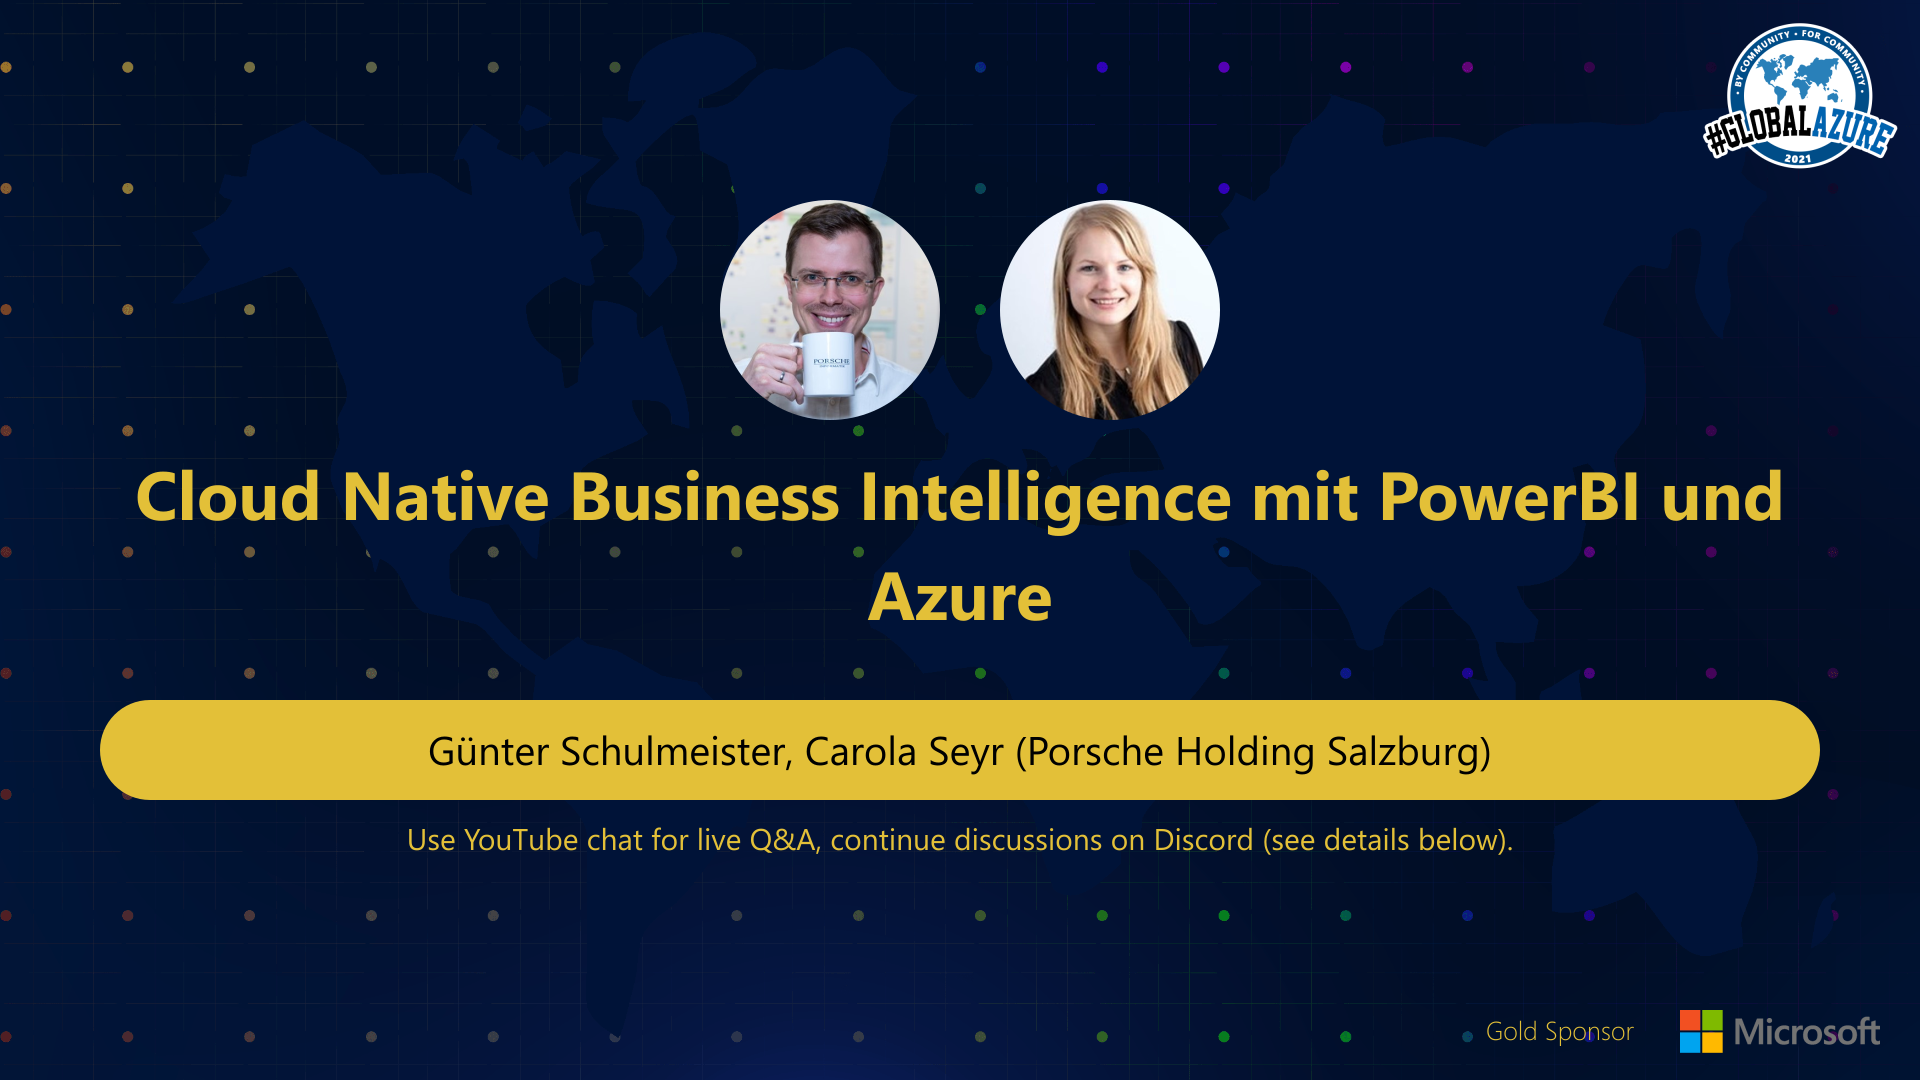 • BY COMMUNITY • FOR COMMUNITY •
#GLOBALAZURE
2021
PORSCHE
Cloud Native Business Intelligence mit PowerBI und
Azure
Günter Schulmeister, Carola Seyr (Porsche Holding Salzburg)
Use YouTube chat for live Q&A, continue discussions on Discord (see details below).
Gold Sponsor
Microsoft